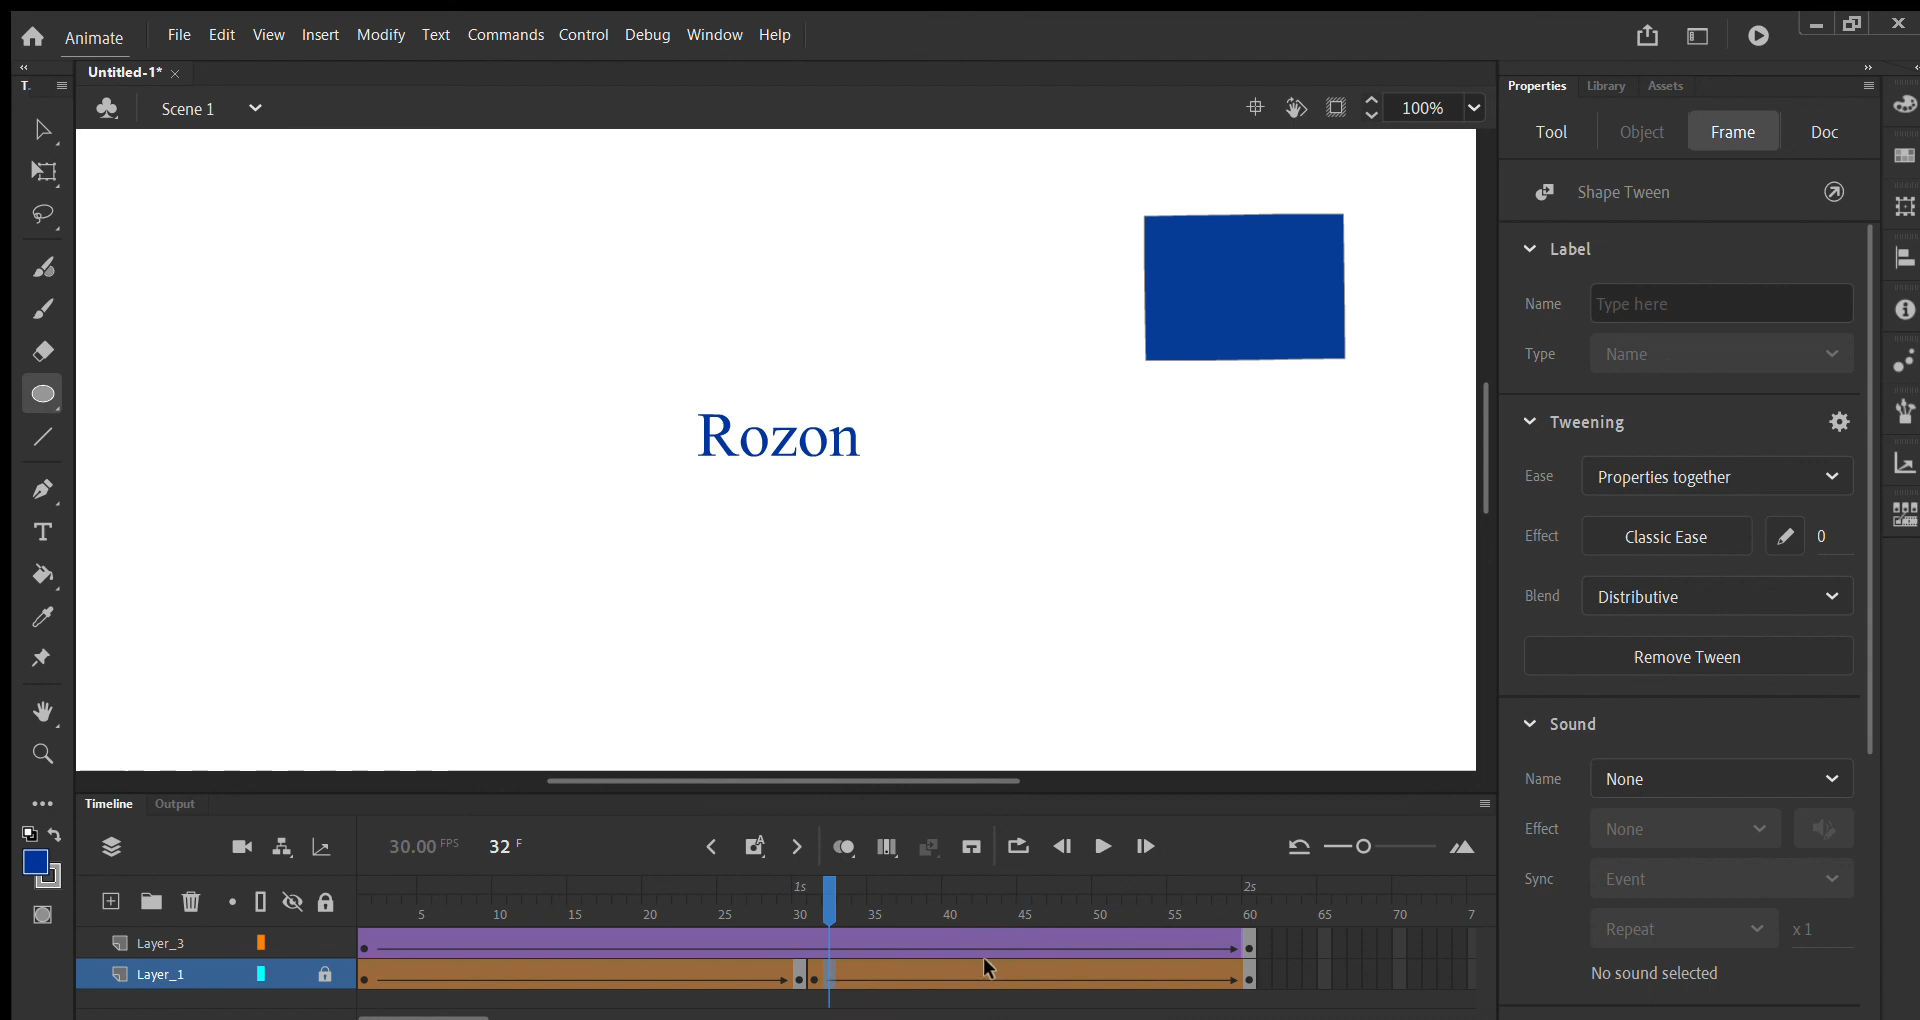 Animate File Edit View Insert Modify Text Commands Control Debug Window Help
Untitled-1*
T.
Scene 1
100%
Properties Library Assets
Tool Object Frame Doc
Shape Tween
Label
Name Type here
Type Name
Rozon
Tweening
Ease Properties together
Effect Classic Ease 0
Blend Distributive
Remove Tween
Sound
Name None
Effect None
Sync Event
Repeat x 1
No sound selected
Timeline Output
30.00 FPS 32 F
1s 2s
5 10 15 20 25 30 35 40 45 50 55 60 65 70 7
Layer_3
Layer_1